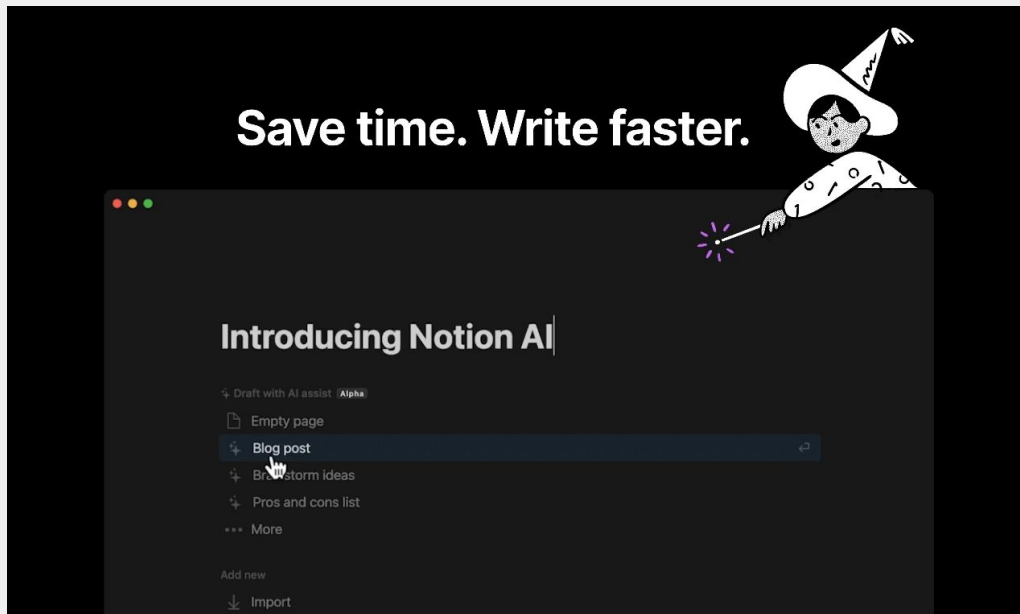 Save time. Write faster.
Introducing Notion AI
Draft with AI assist Alpha
Empty page
Blog post
Brainstorm ideas
Pros and cons list
More
Add new
Import